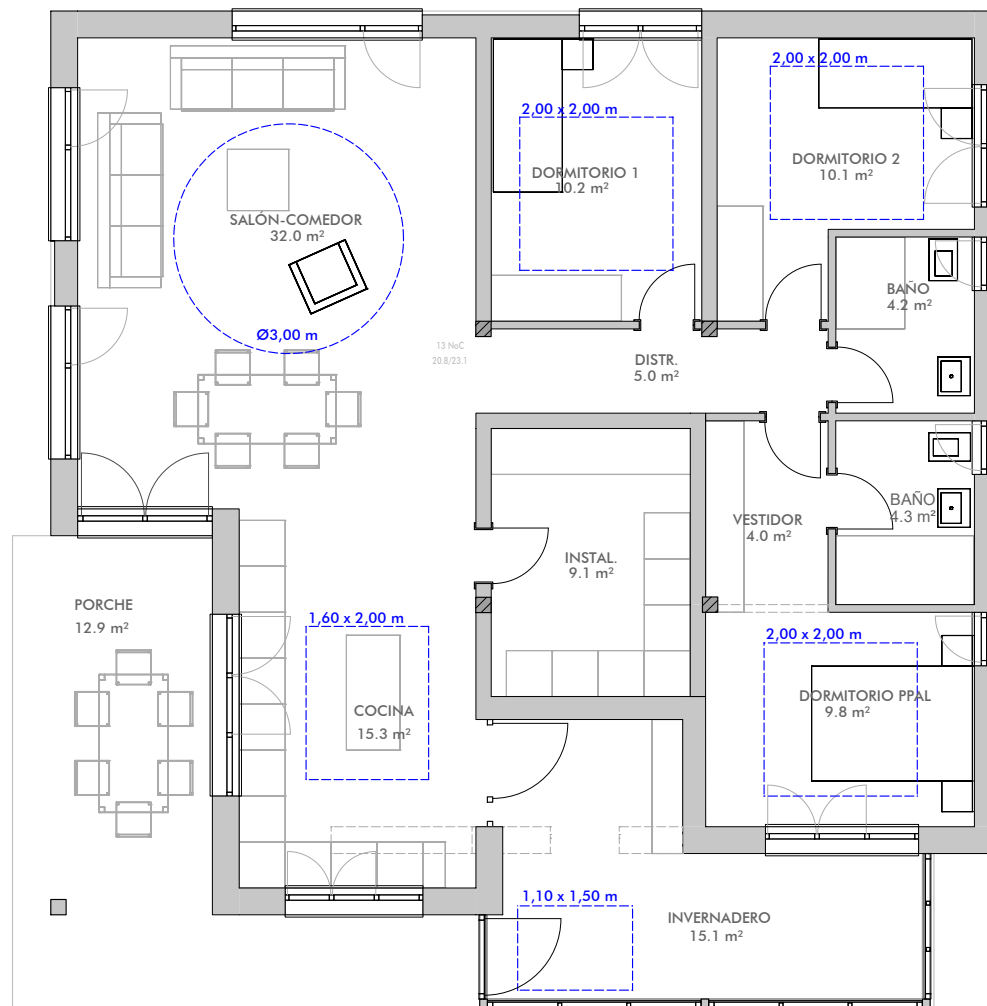 2,00 x 2,00 m
2,00 x 2,00 m
DORMITORIO 1
10.2 m²
DORMITORIO 2
10.1 m²
SALÓN-COMEDOR
32.0 m²
BAÑO
4.2 m²
Ø3,00 m
13 NoC
20.8/23.1
DISTR.
5.0 m²
BAÑO
4.3 m²
VESTIDOR
4.0 m²
INSTAL.
9.1 m²
PORCHE
12.9 m²
1,60 x 2,00 m
2,00 x 2,00 m
DORMITORIO PPAL
9.8 m²
COCINA
15.3 m²
1,10 x 1,50 m
INVERNADERO
15.1 m²